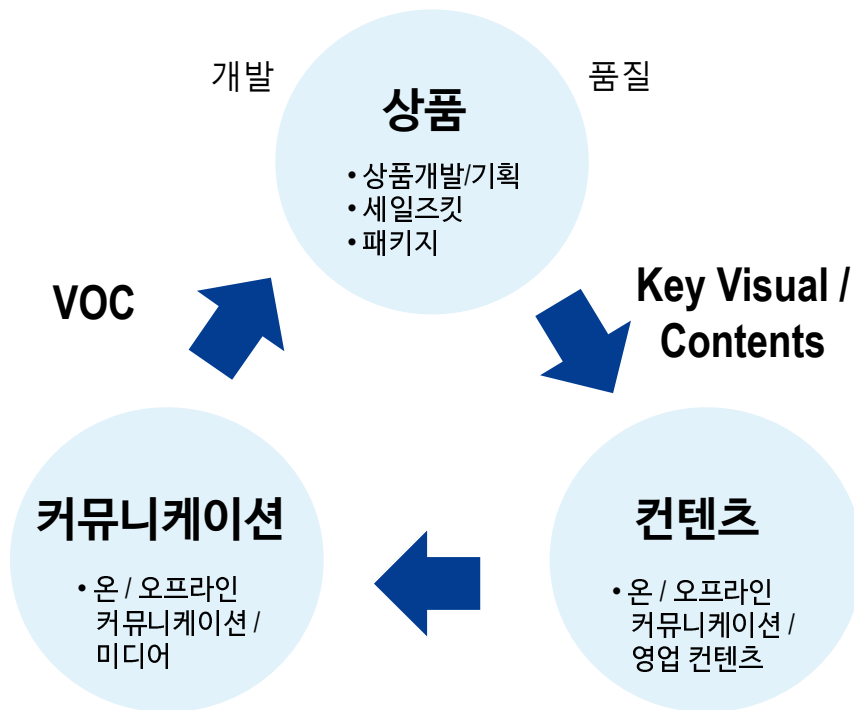 개발
품질
상품
• 상품개발/기획
• 세일즈킷
• 패키지
VOC
Key Visual /
Contents
커뮤니케이션
• 온 / 오프라인
커뮤니케이션 /
미디어
컨텐츠
• 온 / 오프라인
커뮤니케이션 /
영업 컨텐츠